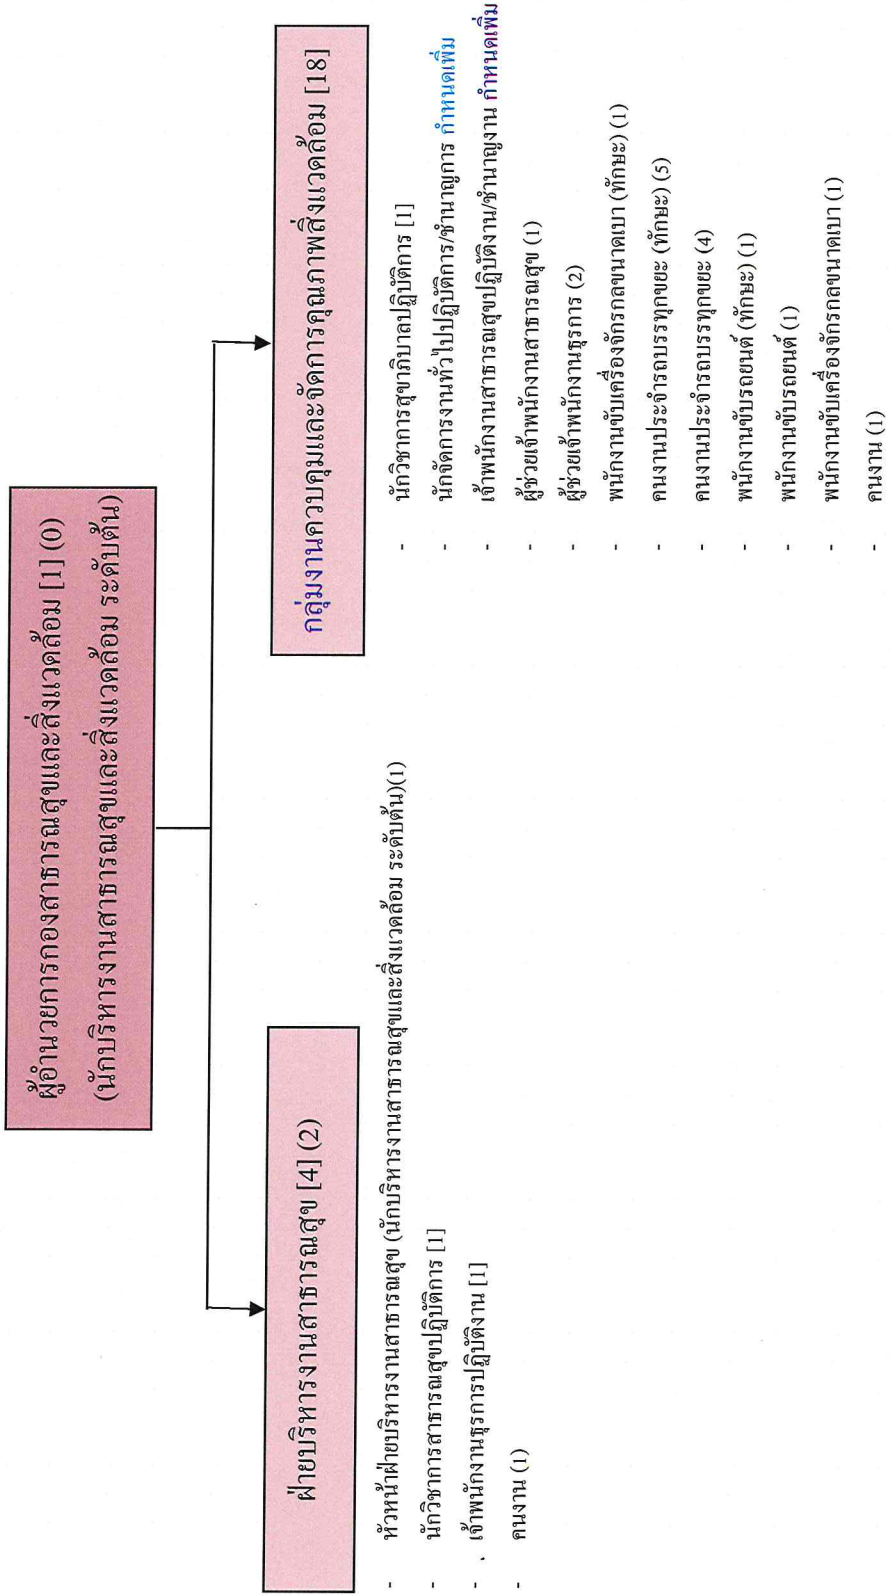 ผู้อำนวยการกองสาธารณสุขและสิ่งแวดล้อม [1] (0)
(นักบริหารงานสาธารณสุขและสิ่งแวดล้อม ระดับต้น)
ฝ่ายบริหารงานสาธารณสุข [4] (2)
- หัวหน้าฝ่ายบริหารงานสาธารณสุข (นักบริหารงานสาธารณสุขและสิ่งแวดล้อม ระดับต้น)(1)
- นักวิชาการสาธารณสุขปฏิบัติการ [1]
- เจ้าพนักงานธุรการปฏิบัติงาน [1]
- คนงาน (1)
กลุ่มงานควบคุมและจัดการคุณภาพสิ่งแวดล้อม [18]
- นักวิชาการสุขาภิบาลปฏิบัติการ [1]
- นักจัดการงานทั่วไปปฏิบัติการ/ชำนาญการ กำหนดเพิ่ม
- เจ้าพนักงานสาธารณสุขปฏิบัติงาน/ชำนาญงาน กำหนดเพิ่ม
- ผู้ช่วยเจ้าพนักงานสาธารณสุข (1)
- ผู้ช่วยเจ้าพนักงานธุรการ (2)
- พนักงานขับเครื่องจักรกลขนาดเบา (ทักษะ) (1)
- คนงานประจำรถบรรทุกขยะ (ทักษะ) (5)
- คนงานประจำรถบรรทุกขยะ (4)
- พนักงานขับรถยนต์ (ทักษะ) (1)
- พนักงานขับรถยนต์ (1)
- พนักงานขับเครื่องจักรกลขนาดเบา (1)
- คนงาน (1)